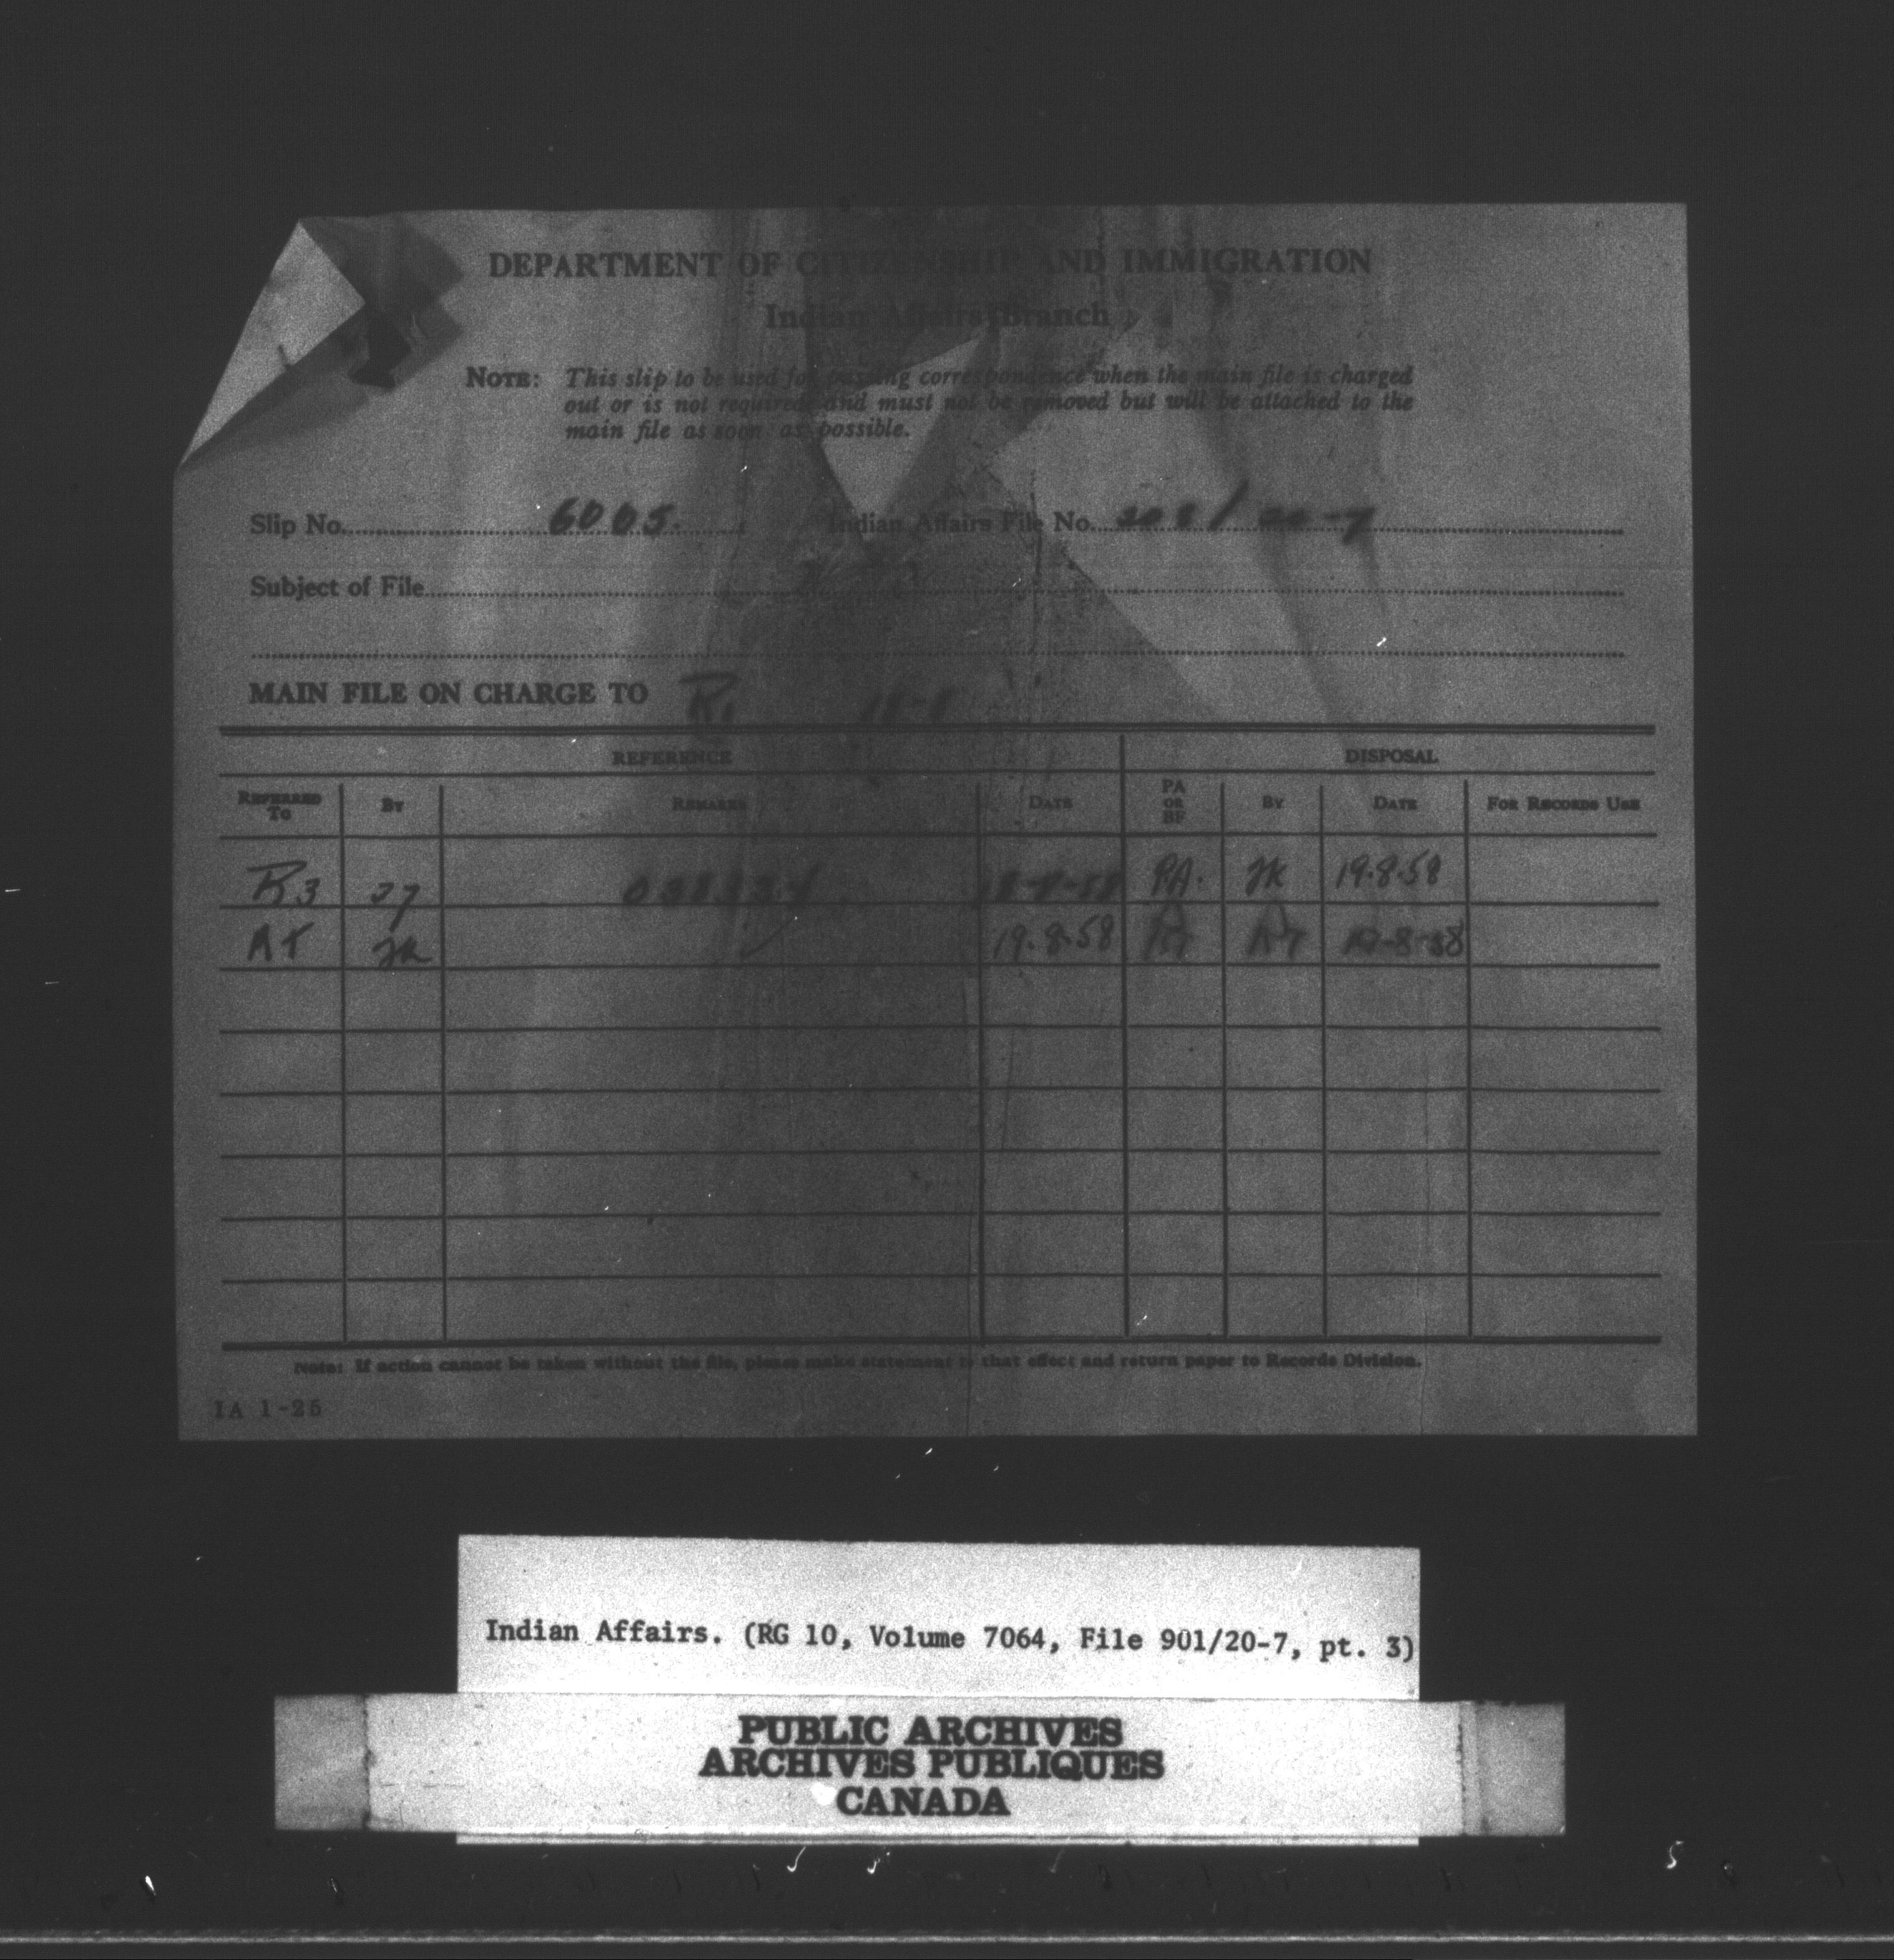 DEPARTMENT OF CITIZENSHIP AND IMMIGRATION
Indian Affairs Branch
NOTE: This slip to be used for passing correspondence when the main file is charged
out or is not required and must not be removed but will be attached to the
main file as soon as possible.
Slip No. 6005. Indian Affairs File No.
Subject of File
MAIN FILE ON CHARGE TO
REFERENCE DISPOSAL
REFERRED TO BY REMARKS DATE PA OR BF BY DATE FOR RECORDS USE
R3 PA. JK 19.8.58
AT JK 19.8.58
Note: If action cannot be taken without the file, please make statement to that effect and return paper to Records Division.
IA 1-25
Indian Affairs. (RG 10, Volume 7064, File 901/20-7, pt. 3)
PUBLIC ARCHIVES
ARCHIVES PUBLIQUES
CANADA